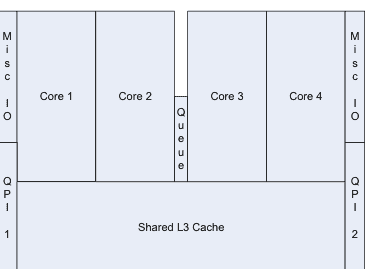 Misc IO
Core 1
Core 2
Queue
Core 3
Core 4
Misc IO
QPI 1
Shared L3 Cache
QPI 2